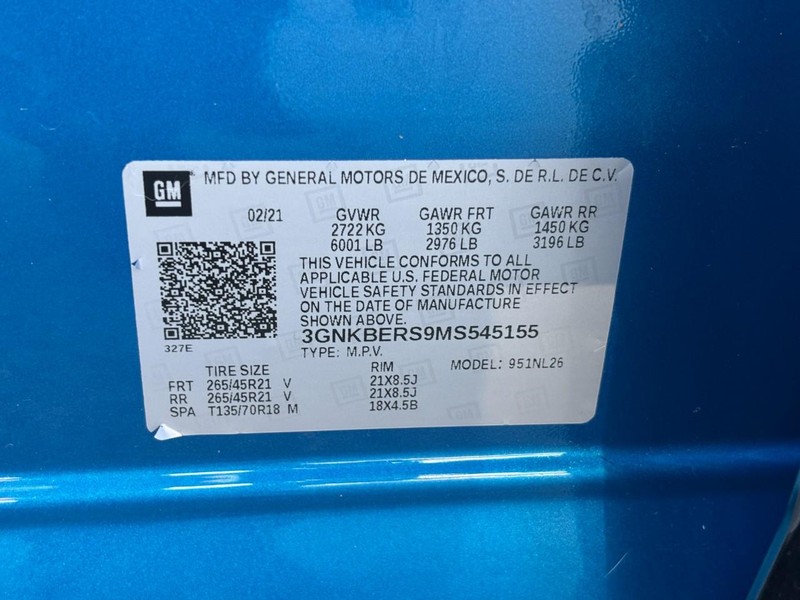 GM
MFD BY GENERAL MOTORS DE MEXICO, S. DE R.L. DE C.V.
02/21 GVWR GAWR FRT GAWR RR
2722 KG 1350 KG 1450 KG
6001 LB 2976 LB 3196 LB
THIS VEHICLE CONFORMS TO ALL
APPLICABLE U.S. FEDERAL MOTOR
VEHICLE SAFETY STANDARDS IN EFFECT
ON THE DATE OF MANUFACTURE
SHOWN ABOVE.
3GNKBERS9MS545155
327E
TYPE: M.P.V.
TIRE SIZE RIM MODEL: 951NL26
FRT 265/45R21 V 21X8.5J
RR 265/45R21 V 21X8.5J
SPA T135/70R18 M 18X4.5B